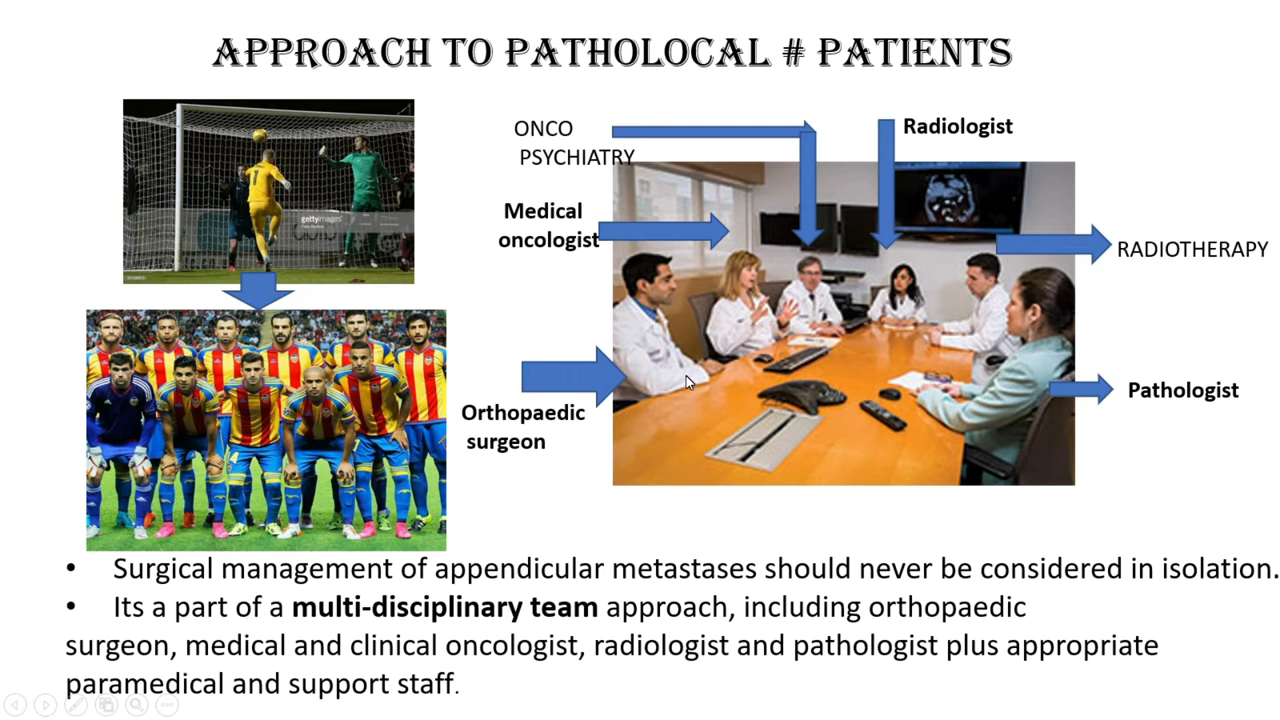 APPROACH TO PATHOLOCAL # PATIENTS
ONCO
PSYCHIATRY
Radiologist
Medical
oncologist
RADIOTHERAPY
gettyimages
Orthopaedic
surgeon
Pathologist
• Surgical management of appendicular metastases should never be considered in isolation.
• Its a part of a multi-disciplinary team approach, including orthopaedic
surgeon, medical and clinical oncologist, radiologist and pathologist plus appropriate
paramedical and support staff.